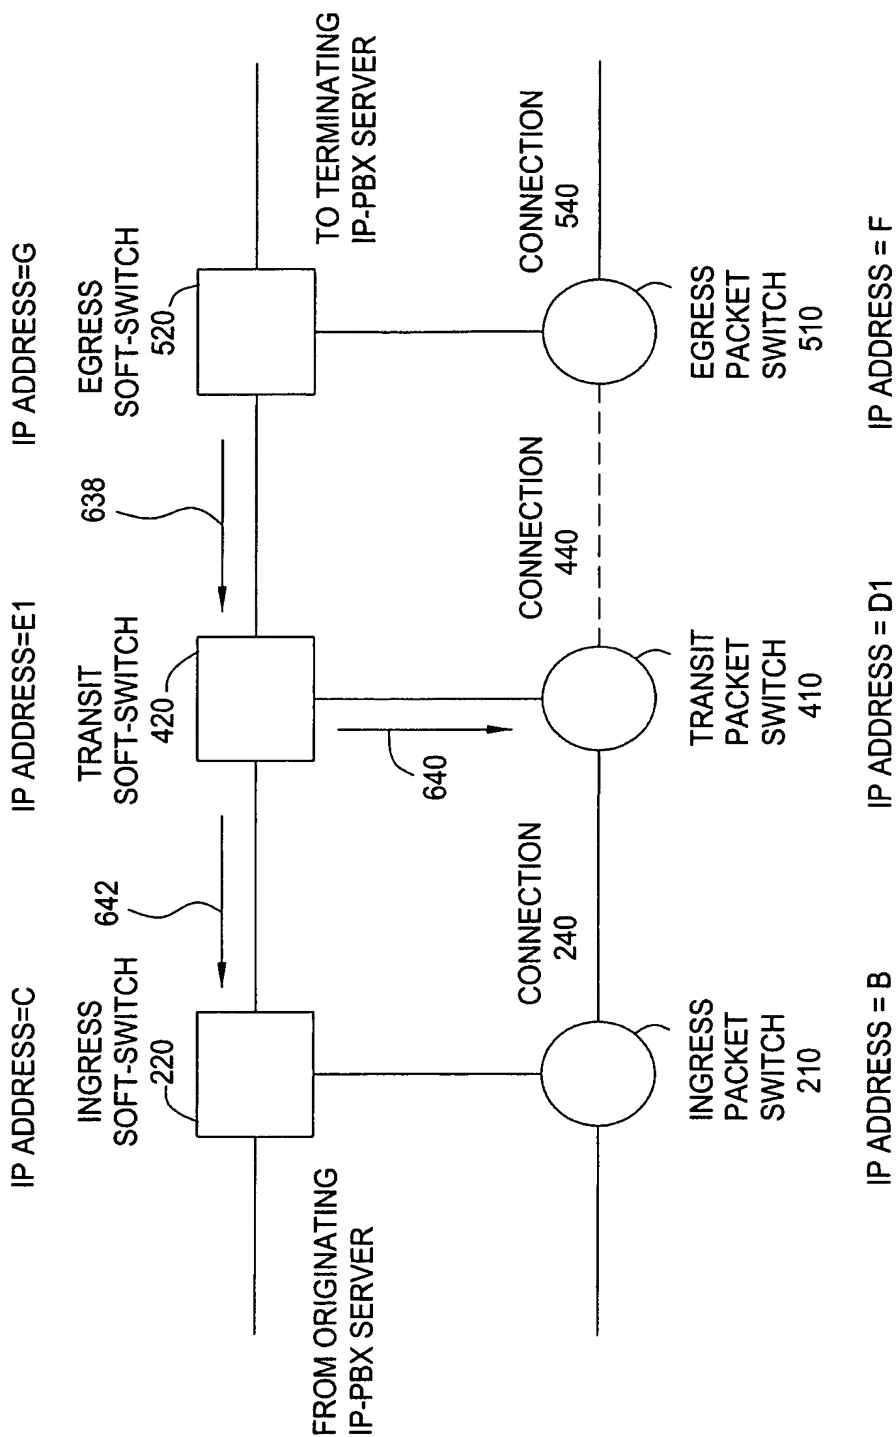 IP ADDRESS=C
IP ADDRESS=E1
IP ADDRESS=G
INGRESS
SOFT-SWITCH
220
TRANSIT
SOFT-SWITCH
420
EGRESS
SOFT-SWITCH
520
642
638
640
FROM ORIGINATING
IP-PBX SERVER
TO TERMINATING
IP-PBX SERVER
CONNECTION
240
CONNECTION
440
CONNECTION
540
INGRESS
PACKET
SWITCH
210
TRANSIT
PACKET
SWITCH
410
EGRESS
PACKET
SWITCH
510
IP ADDRESS = B
IP ADDRESS = D1
IP ADDRESS = F